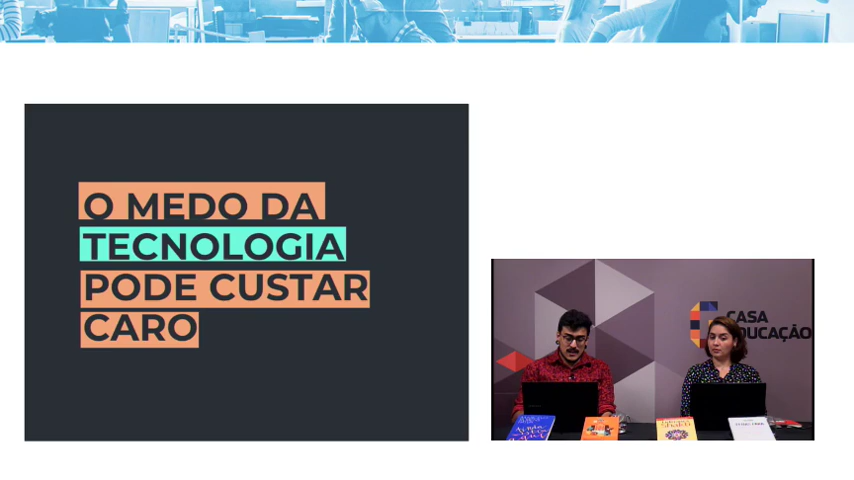 O MEDO DA
TECNOLOGIA
PODE CUSTAR
CARO
CASA
EDUCAÇÃO